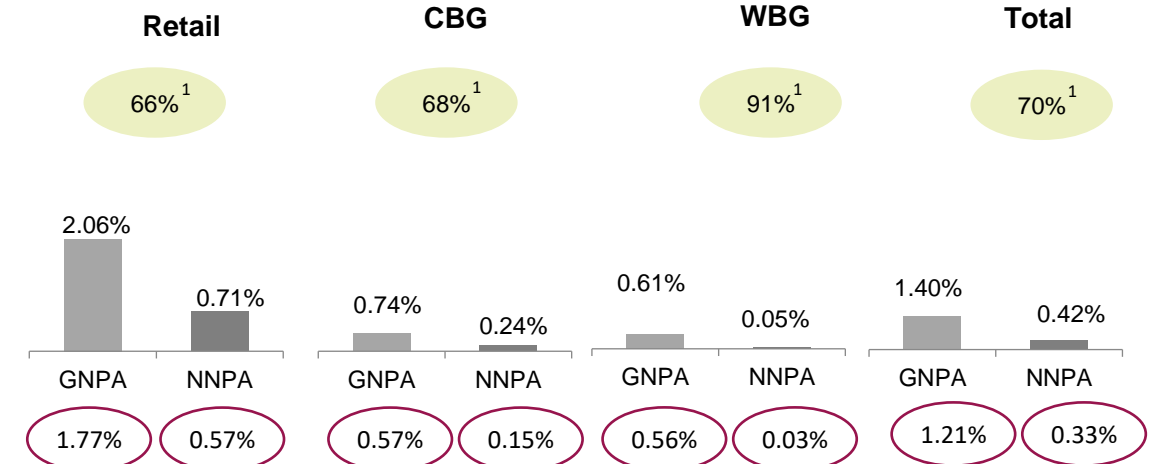 Retail CBG WBG Total
66%1 68%1 91%1 70%1
2.06% 0.71% 0.74% 0.24% 0.61% 0.05% 1.40% 0.42%
GNPA NNPA GNPA NNPA GNPA NNPA GNPA NNPA
1.77% 0.57% 0.57% 0.15% 0.56% 0.03% 1.21% 0.33%